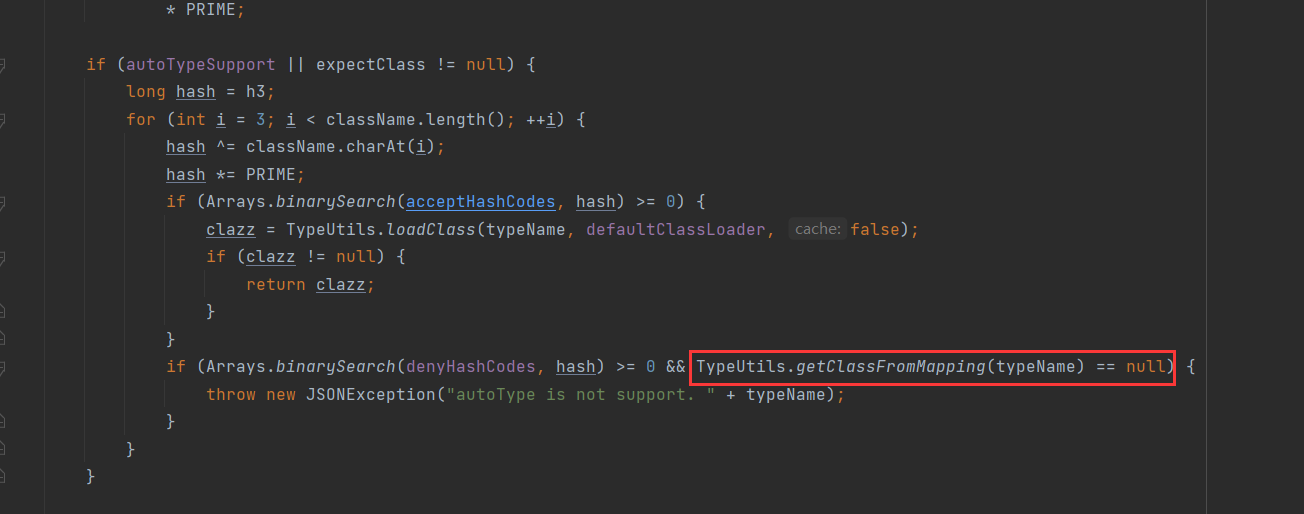 * PRIME;
if (autoTypeSupport || expectClass != null) {
long hash = h3;
for (int i = 3; i < className.length(); ++i) {
hash ^= className.charAt(i);
hash *= PRIME;
if (Arrays.binarySearch(acceptHashCodes, hash) >= 0) {
clazz = TypeUtils.loadClass(typeName, defaultClassLoader, cache: false);
if (clazz != null) {
return clazz;
}
}
if (Arrays.binarySearch(denyHashCodes, hash) >= 0 && TypeUtils.getClassFromMapping(typeName) == null) {
throw new JSONException("autoType is not support. " + typeName);
}
}
}